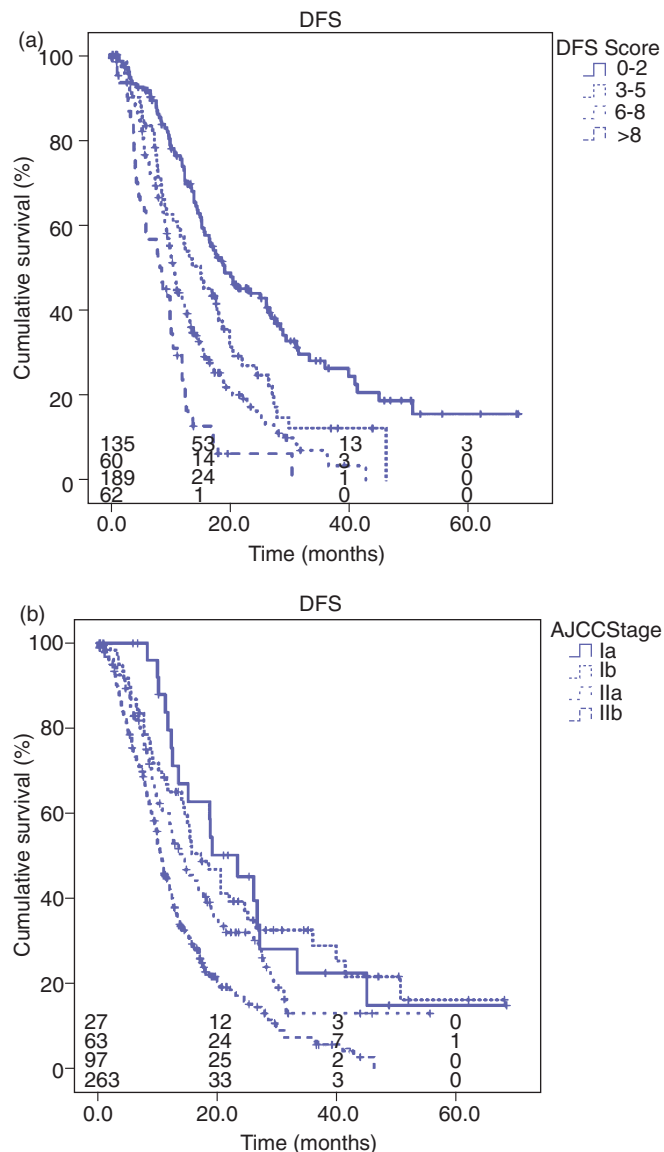 DFS
(a)
DFS Score
0-2
3-5
6-8
>8
Cumulative survival (%)
100
80
60
40
20
0
135 53 13 3
60 14 3 0
189 24 1 0
62 1 0 0
0.0 20.0 40.0 60.0
Time (months)
(b)
DFS
AJCCStage
Ia
Ib
IIa
IIb
Cumulative survival (%)
100
80
60
40
20
0
27 12 3 0
63 24 7 1
97 25 2 0
263 33 3 0
0.0 20.0 40.0 60.0
Time (months)